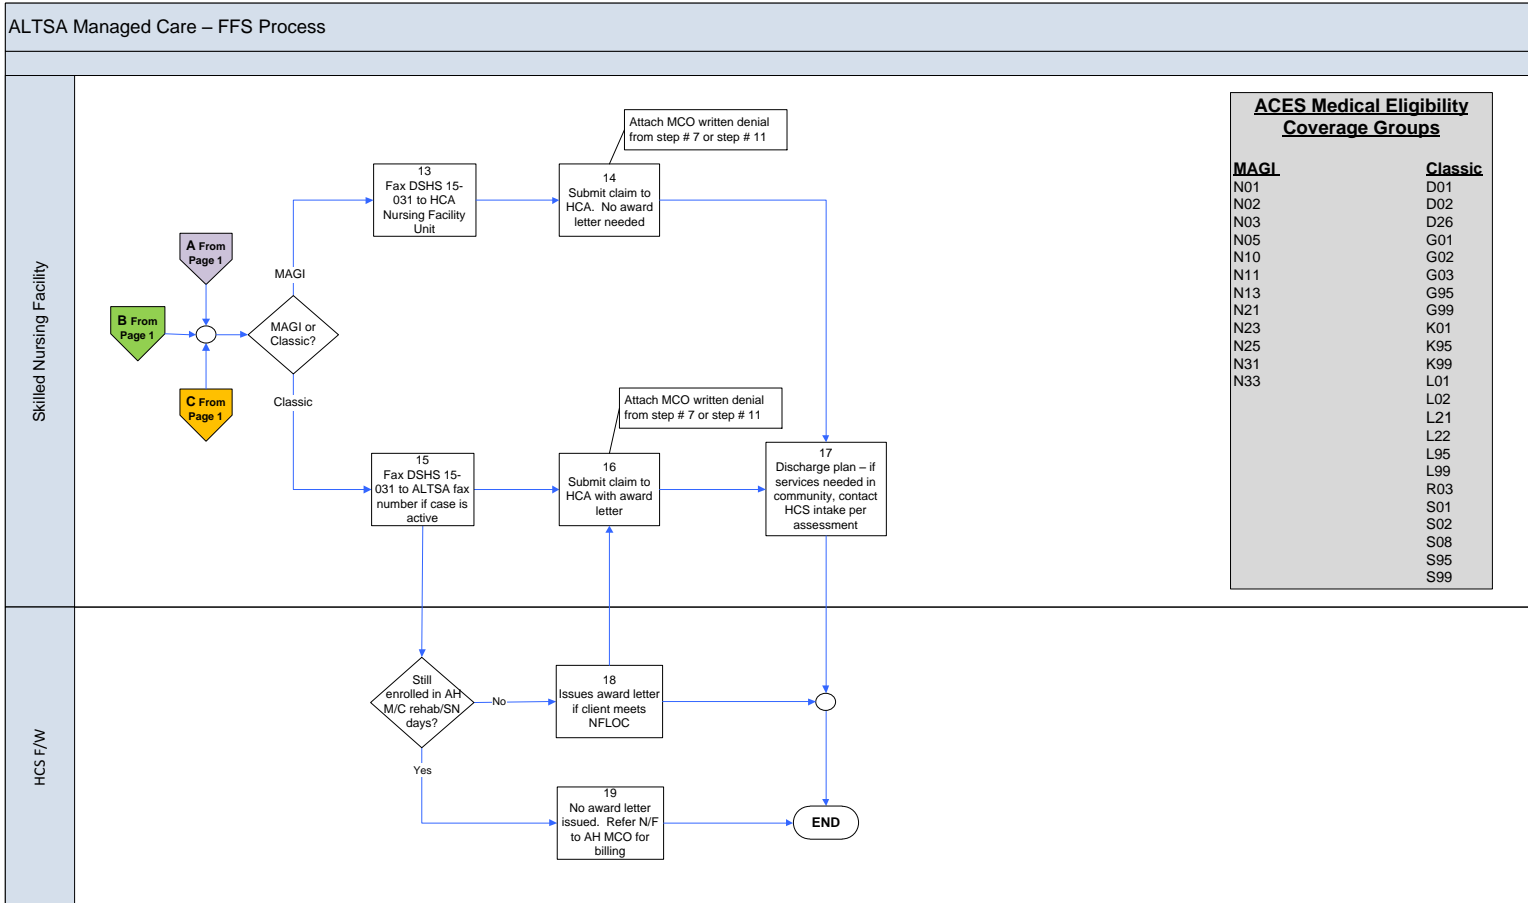 ALTSA Managed Care – FFS Process
Skilled Nursing Facility
A From
Page 1
B From
Page 1
C From
Page 1
MAGI or
Classic?
MAGI
Classic
13
Fax DSHS 15-
031 to HCA
Nursing Facility
Unit
Attach MCO written denial
from step # 7 or step # 11
14
Submit claim to
HCA.  No award
letter needed
15
Fax DSHS 15-
031 to ALTSA fax
number if case is
active
Attach MCO written denial
from step # 7 or step # 11
16
Submit claim to
HCA with award
letter
17
Discharge plan – if
services needed in
community, contact
HCS intake per
assessment
ACES Medical Eligibility
Coverage Groups
MAGI
N01
N02
N03
N05
N10
N11
N13
N21
N23
N25
N31
N33
Classic
D01
D02
D26
G01
G02
G03
G95
G99
K01
K95
K99
L01
L02
L21
L22
L95
L99
R03
S01
S02
S08
S95
S99
HCS F/W
Still
enrolled in AH
M/C rehab/SN
days?
No
Yes
18
Issues award letter
if client meets
NFLOC
19
No award letter
issued.  Refer N/F
to AH MCO for
billing
END